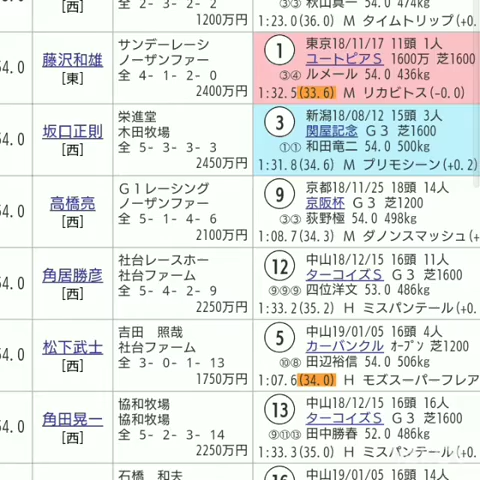 [西] 全 2- 3- 2- 2 ③③ 秋山真一 54.0 474kg
1200万円 1:23.0 (36.0) M タイムトリップ(+0.
54.0 藤沢和雄 [東] サンデーレーシ
ノーザンファー
全 4- 1- 2- 0
2400万円
1 東京18/11/17 11頭 1人
ユートピアS 1600万 芝1600
③④ ルメール 54.0 436kg
1:32.5(33.6) M リカビトス(-0.0)
54.0 坂口正則 [西] 栄進堂
木田牧場
全 5- 3- 3- 3
2450万円
3 新潟18/08/12 15頭 3人
関屋記念 G3 芝1600
①① 和田竜二 54.0 500kg
1:31.8(34.6) M プリモシーン(+0.2)
54.0 高橋亮 [西] G1レーシング
ノーザンファー
全 5- 1- 4- 6
2100万円
9 京都18/11/25 18頭 14人
京阪杯 G3 芝1200
③③ 荻野極 54.0 498kg
1:08.7(34.3) M ダノンスマッシュ(+
54.0 角居勝彦 [西] 社台レースホー
社台ファーム
全 5- 4- 2- 9
2250万円
12 中山18/12/15 16頭 11人
ターコイズS G3 芝1600
⑨⑨⑨ 四位洋文 53.0 486kg
1:33.2(35.2) H ミスパンテール(+0.
54.0 松下武士 [西] 吉田 照哉
社台ファーム
全 3- 0- 1- 13
1750万円
5 中山19/01/05 16頭 4人
カーバンクル オープン 芝1200
⑩⑧ 田辺裕信 54.0 506kg
1:07.6(34.0) H モズスーパーフレア
54.0 角田晃一 [西] 協和牧場
協和牧場
全 5- 2- 3- 14
2250万円
13 中山18/12/15 16頭 16人
ターコイズS G3 芝1600
⑨⑪⑬ 田中勝春 52.0 486kg
1:33.3(35.0) M ミスパンテール(+0.
石橋 和夫
中山19/01/05 16頭 14人